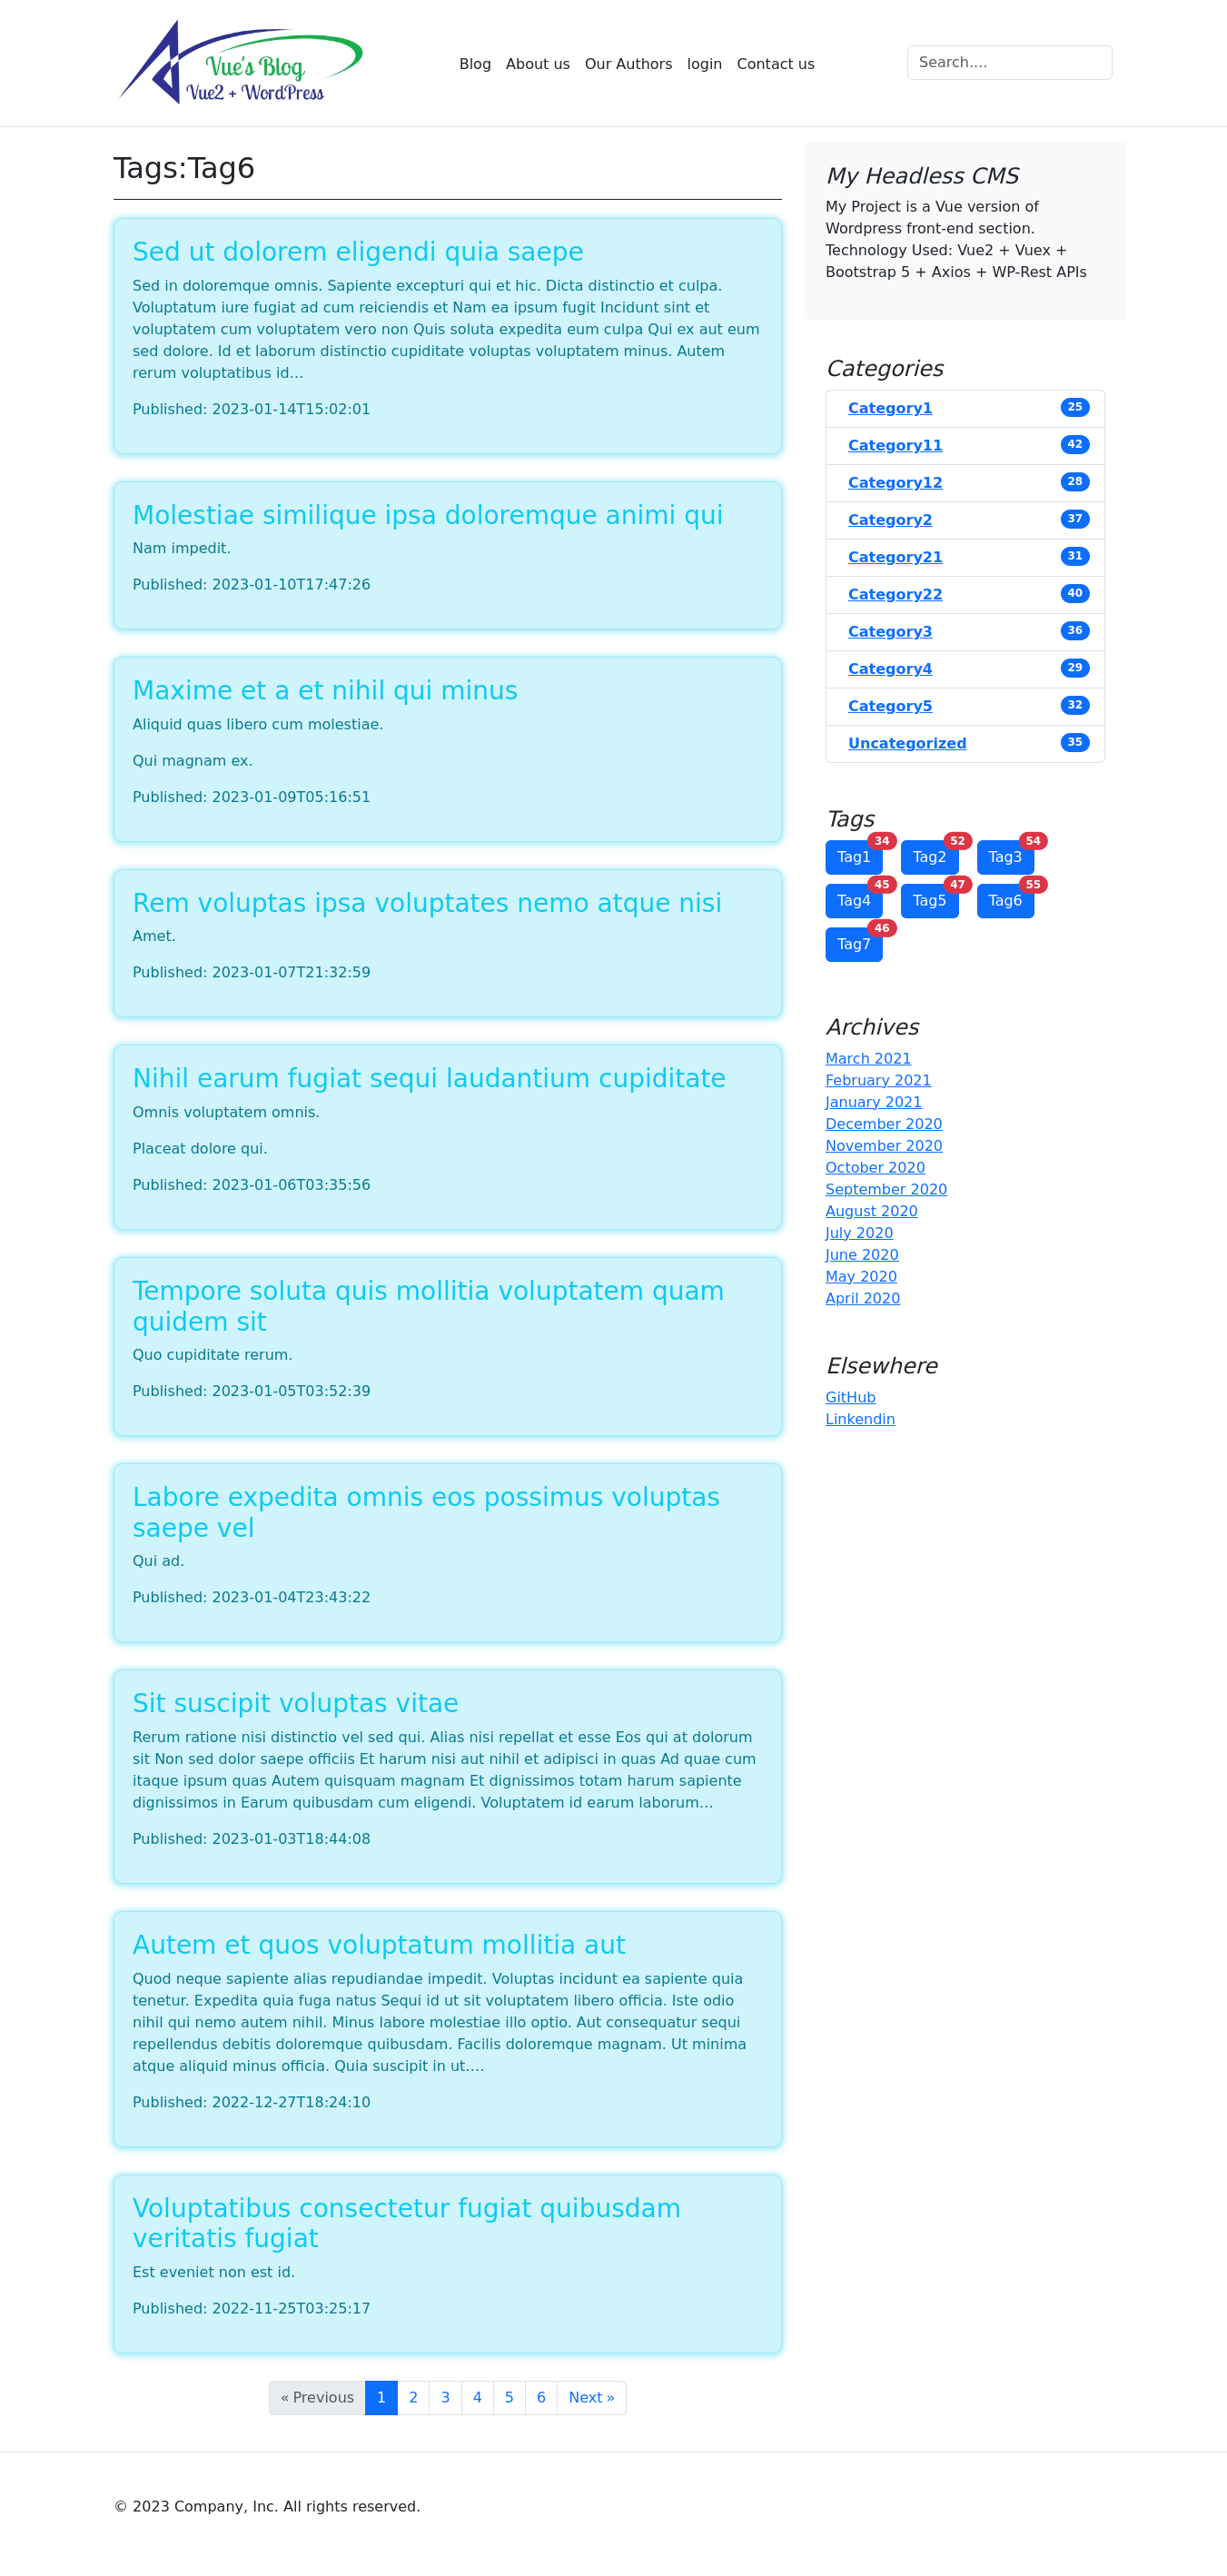 Vue's Blog
Vue2 + WordPress
Blog About us Our Authors login Contact us
Search....
Tags:Tag6
Sed ut dolorem eligendi quia saepe
Sed in doloremque omnis. Sapiente excepturi qui et hic. Dicta distinctio et culpa.
Voluptatum iure fugiat ad cum reiciendis et Nam ea ipsum fugit Incidunt sint et
voluptatem cum voluptatem vero non Quis soluta expedita eum culpa Qui ex aut eum
sed dolore. Id et laborum distinctio cupiditate voluptas voluptatem minus. Autem
rerum voluptatibus id…
Published: 2023-01-14T15:02:01
Molestiae similique ipsa doloremque animi qui
Nam impedit.
Published: 2023-01-10T17:47:26
Maxime et a et nihil qui minus
Aliquid quas libero cum molestiae.
Qui magnam ex.
Published: 2023-01-09T05:16:51
Rem voluptas ipsa voluptates nemo atque nisi
Amet.
Published: 2023-01-07T21:32:59
Nihil earum fugiat sequi laudantium cupiditate
Omnis voluptatem omnis.
Placeat dolore qui.
Published: 2023-01-06T03:35:56
Tempore soluta quis mollitia voluptatem quam
quidem sit
Quo cupiditate rerum.
Published: 2023-01-05T03:52:39
Labore expedita omnis eos possimus voluptas
saepe vel
Qui ad.
Published: 2023-01-04T23:43:22
Sit suscipit voluptas vitae
Rerum ratione nisi distinctio vel sed qui. Alias nisi repellat et esse Eos qui at dolorum
sit Non sed dolor saepe officiis Et harum nisi aut nihil et adipisci in quas Ad quae cum
itaque ipsum quas Autem quisquam magnam Et dignissimos totam harum sapiente
dignissimos in Earum quibusdam cum eligendi. Voluptatem id earum laborum…
Published: 2023-01-03T18:44:08
Autem et quos voluptatum mollitia aut
Quod neque sapiente alias repudiandae impedit. Voluptas incidunt ea sapiente quia
tenetur. Expedita quia fuga natus Sequi id ut sit voluptatem libero officia. Iste odio
nihil qui nemo autem nihil. Minus labore molestiae illo optio. Aut consequatur sequi
repellendus debitis doloremque quibusdam. Facilis doloremque magnam. Ut minima
atque aliquid minus officia. Quia suscipit in ut.…
Published: 2022-12-27T18:24:10
Voluptatibus consectetur fugiat quibusdam
veritatis fugiat
Est eveniet non est id.
Published: 2022-11-25T03:25:17
« Previous 1 2 3 4 5 6 Next »
My Headless CMS
My Project is a Vue version of
Wordpress front-end section.
Technology Used: Vue2 + Vuex +
Bootstrap 5 + Axios + WP-Rest APIs
Categories
Category1 25
Category11 42
Category12 28
Category2 37
Category21 31
Category22 40
Category3 36
Category4 29
Category5 32
Uncategorized 35
Tags
Tag1 34 Tag2 52 Tag3 54
Tag4 45 Tag5 47 Tag6 55
Tag7 46
Archives
March 2021
February 2021
January 2021
December 2020
November 2020
October 2020
September 2020
August 2020
July 2020
June 2020
May 2020
April 2020
Elsewhere
GitHub
Linkendin
© 2023 Company, Inc. All rights reserved.